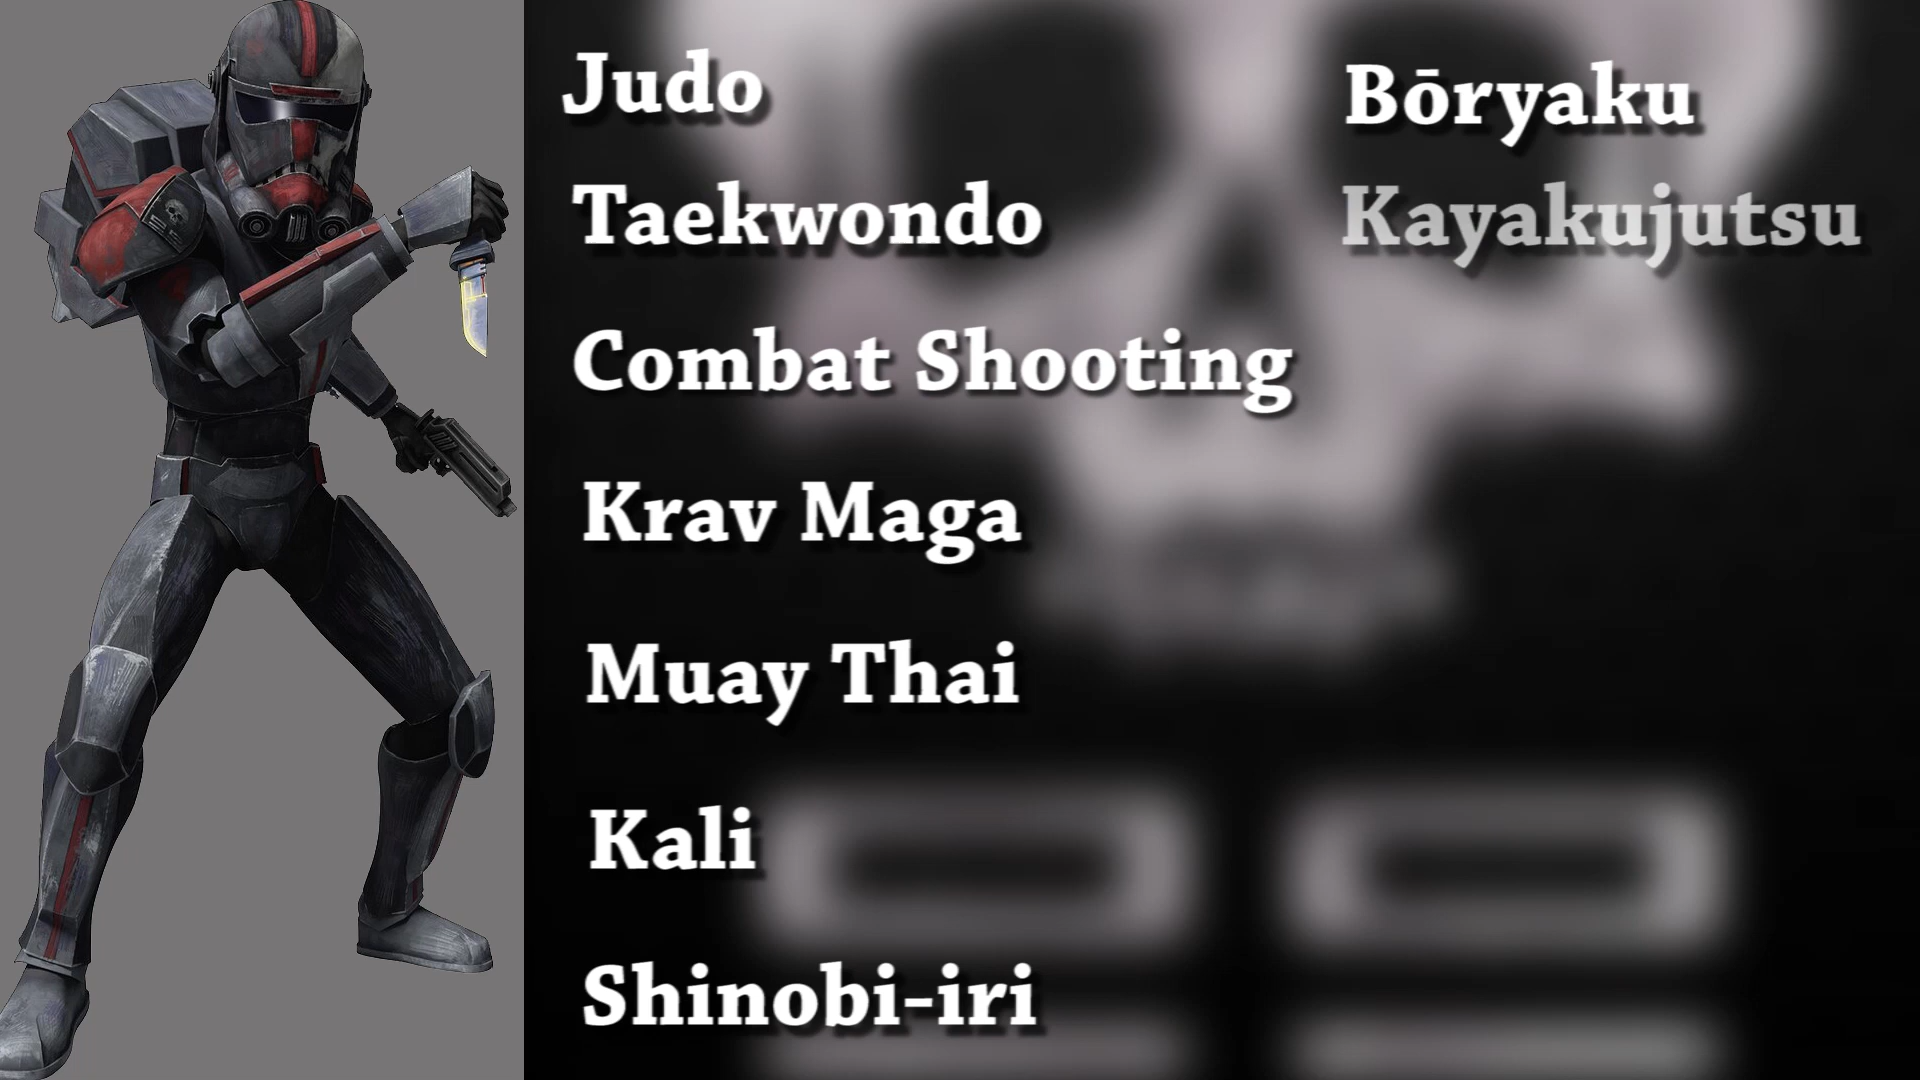 Judo
Taekwondo
Combat Shooting
Krav Maga
Muay Thai
Kali
Shinobi-iri
Bōryaku
Kayakujutsu